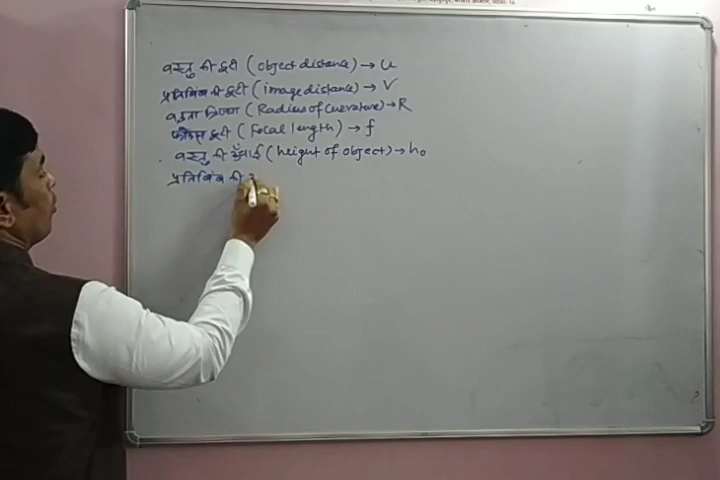 वस्तु की दूरी (object distance) → u
प्रतिबिंब की दूरी (image distance) → V
वक्रता त्रिज्या (Radius of curvature) → R
फोकस दूरी (Focal length) → f
वस्तु की ऊँचाई (height of object) → ho
प्रतिबिंब की